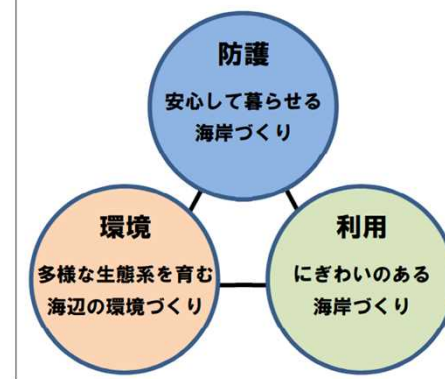 防護
安心して暮らせる
海岸づくり
環境
多様な生態系を育む
海辺の環境づくり
利用
にぎわいのある
海岸づくり